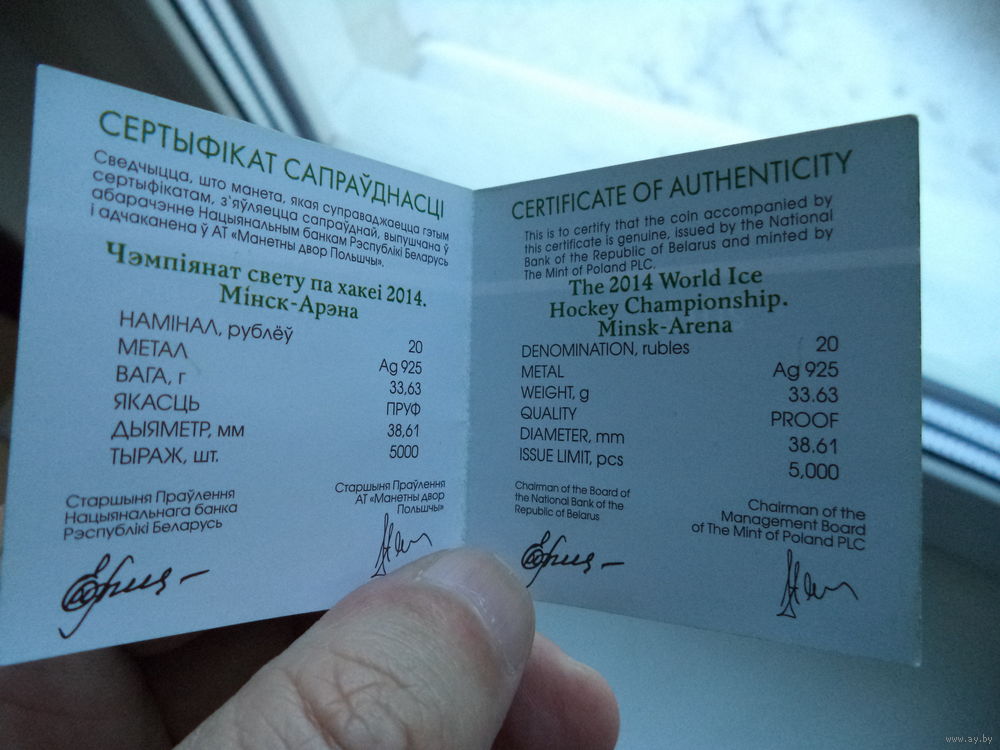 СЕРТЫФІКАТ САПРАЎДНАСЦІ
Сведчыцца, што манета, якая суправаджаецца гэтым
сертыфікатам, з'яўляецца сапраўднай, выпушчана ў
абарачэнне Нацыянальным банкам Рэспублікі Беларусь
і адчаканена ў АТ «Манетны двор Польшчы».
Чэмпіянат свету па хакеі 2014.
Мінск-Арэна
НАМІНАЛ, рублёў 20
МЕТАЛ Ag 925
ВАГА, г 33,63
ЯКАСЦЬ ПРУФ
ДЫЯМЕТР, мм 38,61
ТЫРАЖ, шт. 5000
Старшыня Праўлення
Нацыянальнага банка
Рэспублікі Беларусь
Старшыня Праўлення
АТ «Манетны двор
Польшчы»
CERTIFICATE OF AUTHENTICITY
This is to certify that the coin accompanied by
this certificate is genuine, issued by the National
Bank of the Republic of Belarus and minted by
The Mint of Poland PLC.
The 2014 World Ice
Hockey Championship.
Minsk-Arena
DENOMINATION, rubles 20
METAL Ag 925
WEIGHT, g 33.63
QUALITY PROOF
DIAMETER, mm 38.61
ISSUE LIMIT, pcs 5,000
Chairman of the Board of
the National Bank of the
Republic of Belarus
Chairman of the
Management Board
of The Mint of Poland PLC
www.ay.by